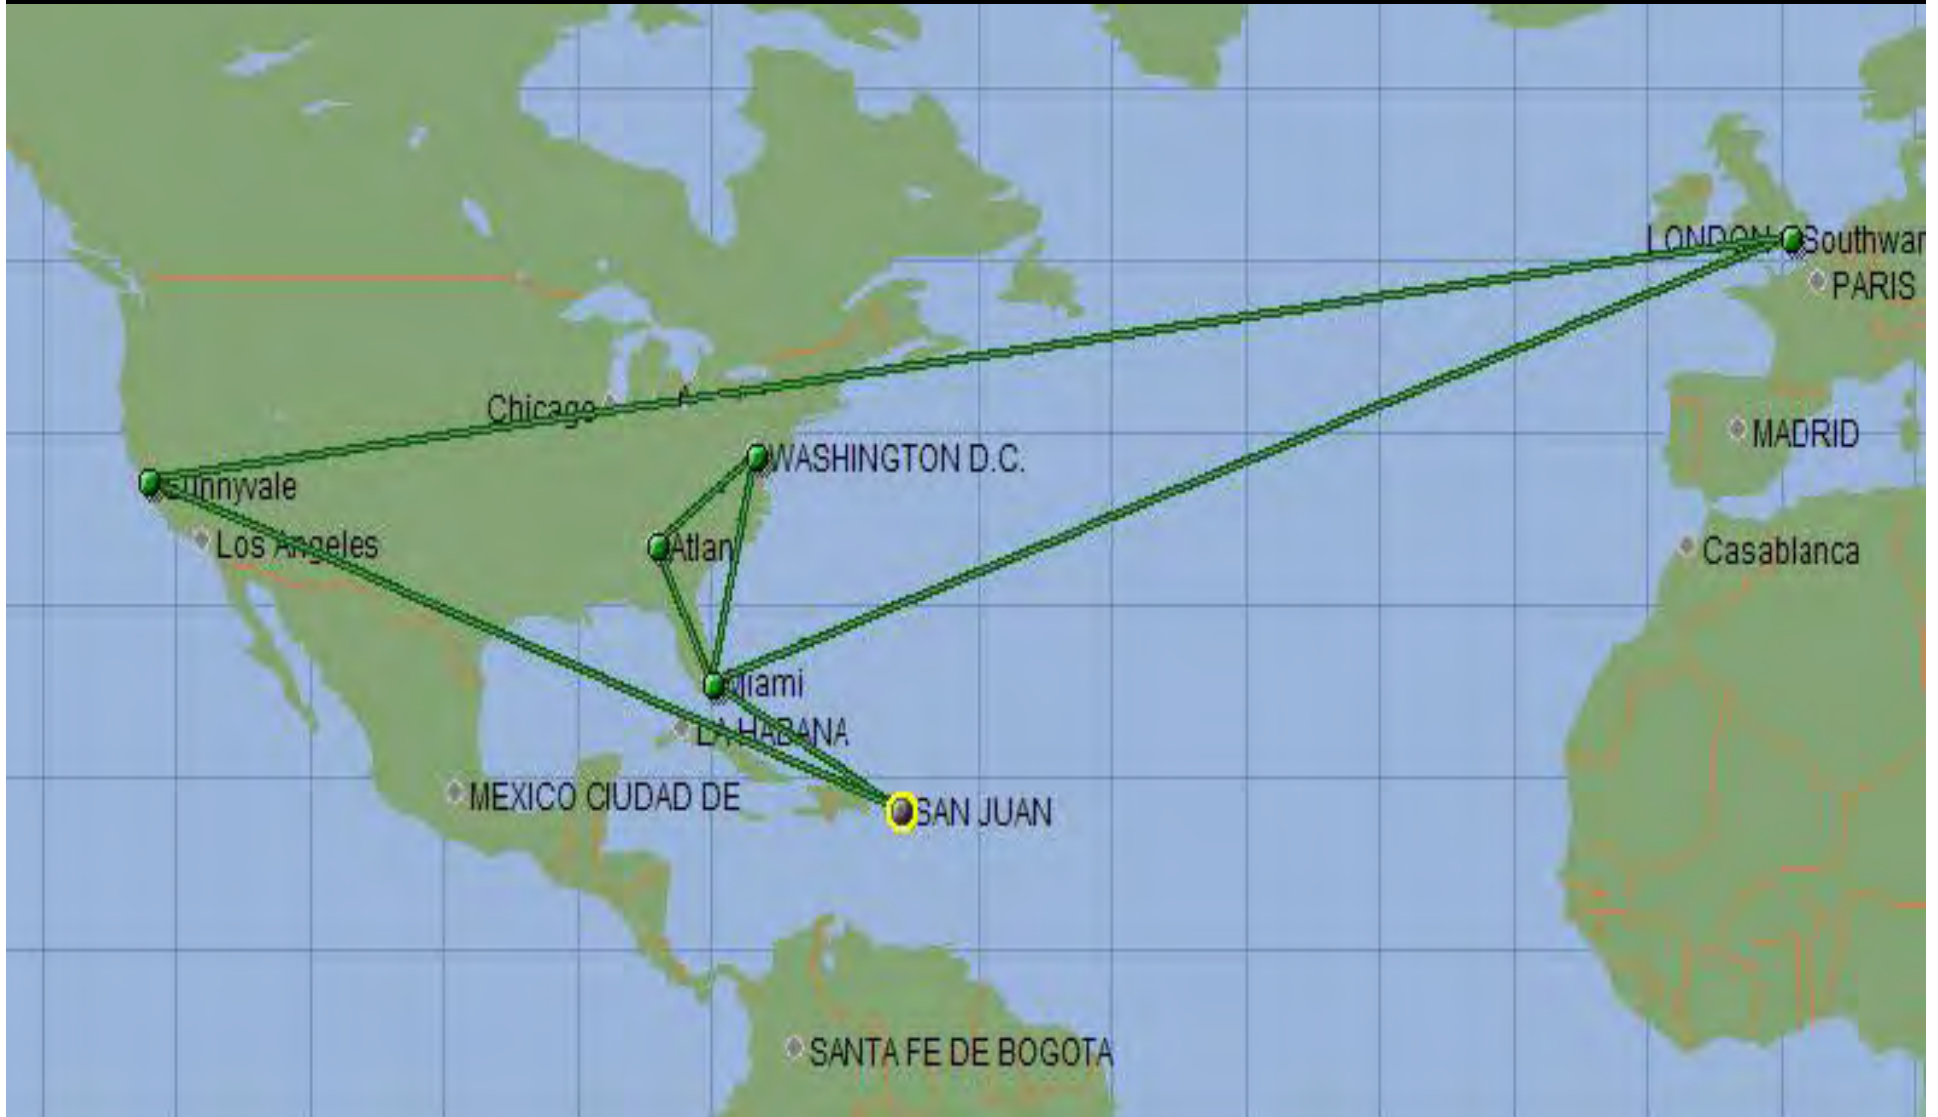 LONDON
Southwar
PARIS
Chicago
MADRID
WASHINGTON D.C.
Sunnyvale
Los Angeles
Atlan
Casablanca
Miami
LA HABANA
MEXICO CIUDAD DE
SAN JUAN
SANTA FE DE BOGOTA